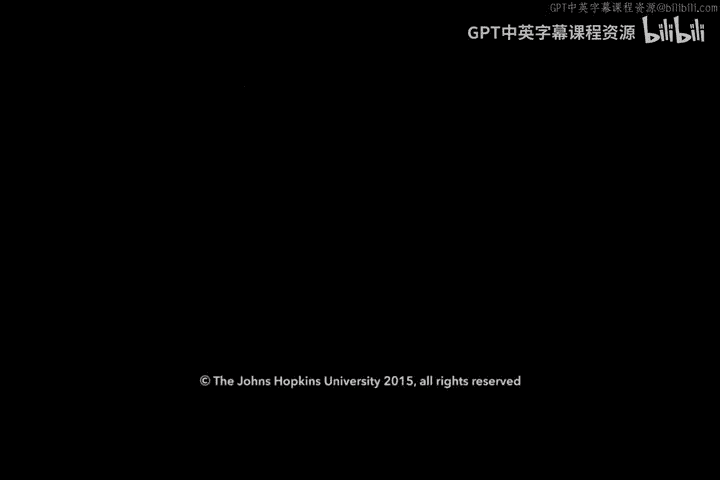 GPT中英字幕课程资源@bilibili.com
GPT中英字幕课程资源 bilibili
© The Johns Hopkins University 2015, all rights reserved